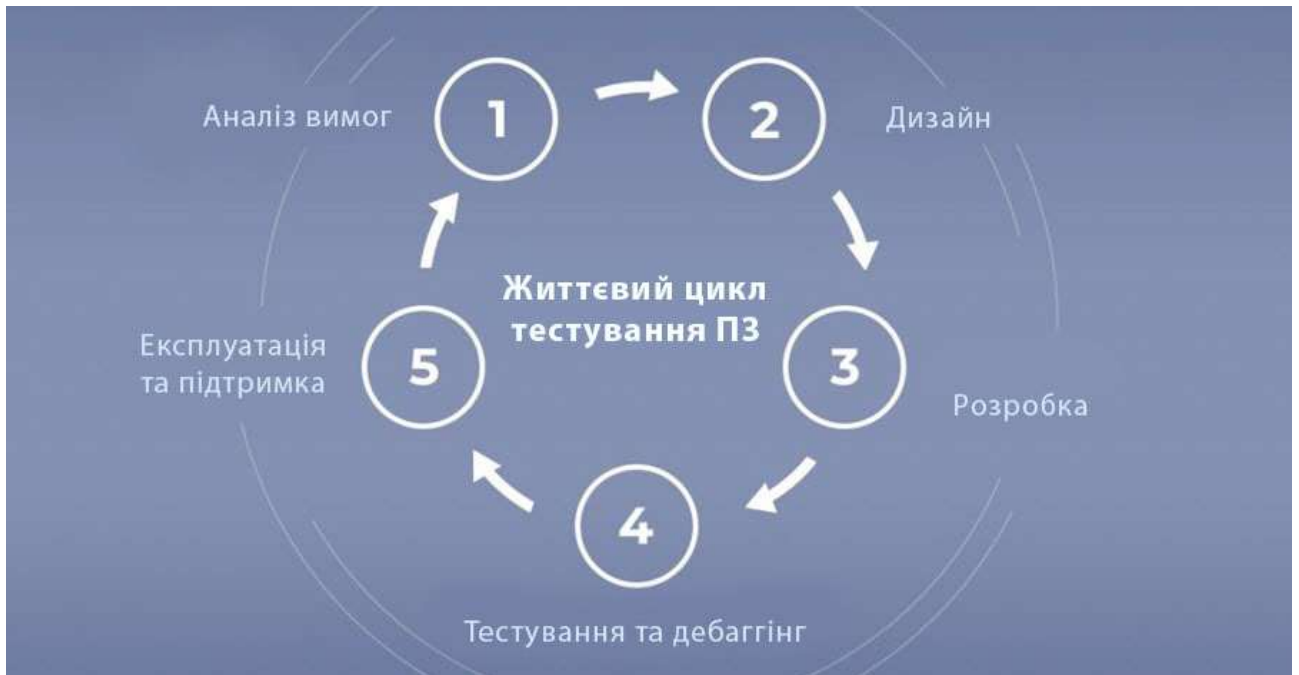 Аналіз вимог
1
2
Дизайн
Життєвий цикл
тестування ПЗ
Експлуатація
та підтримка
5
3
Розробка
4
Тестування та дебаггінг